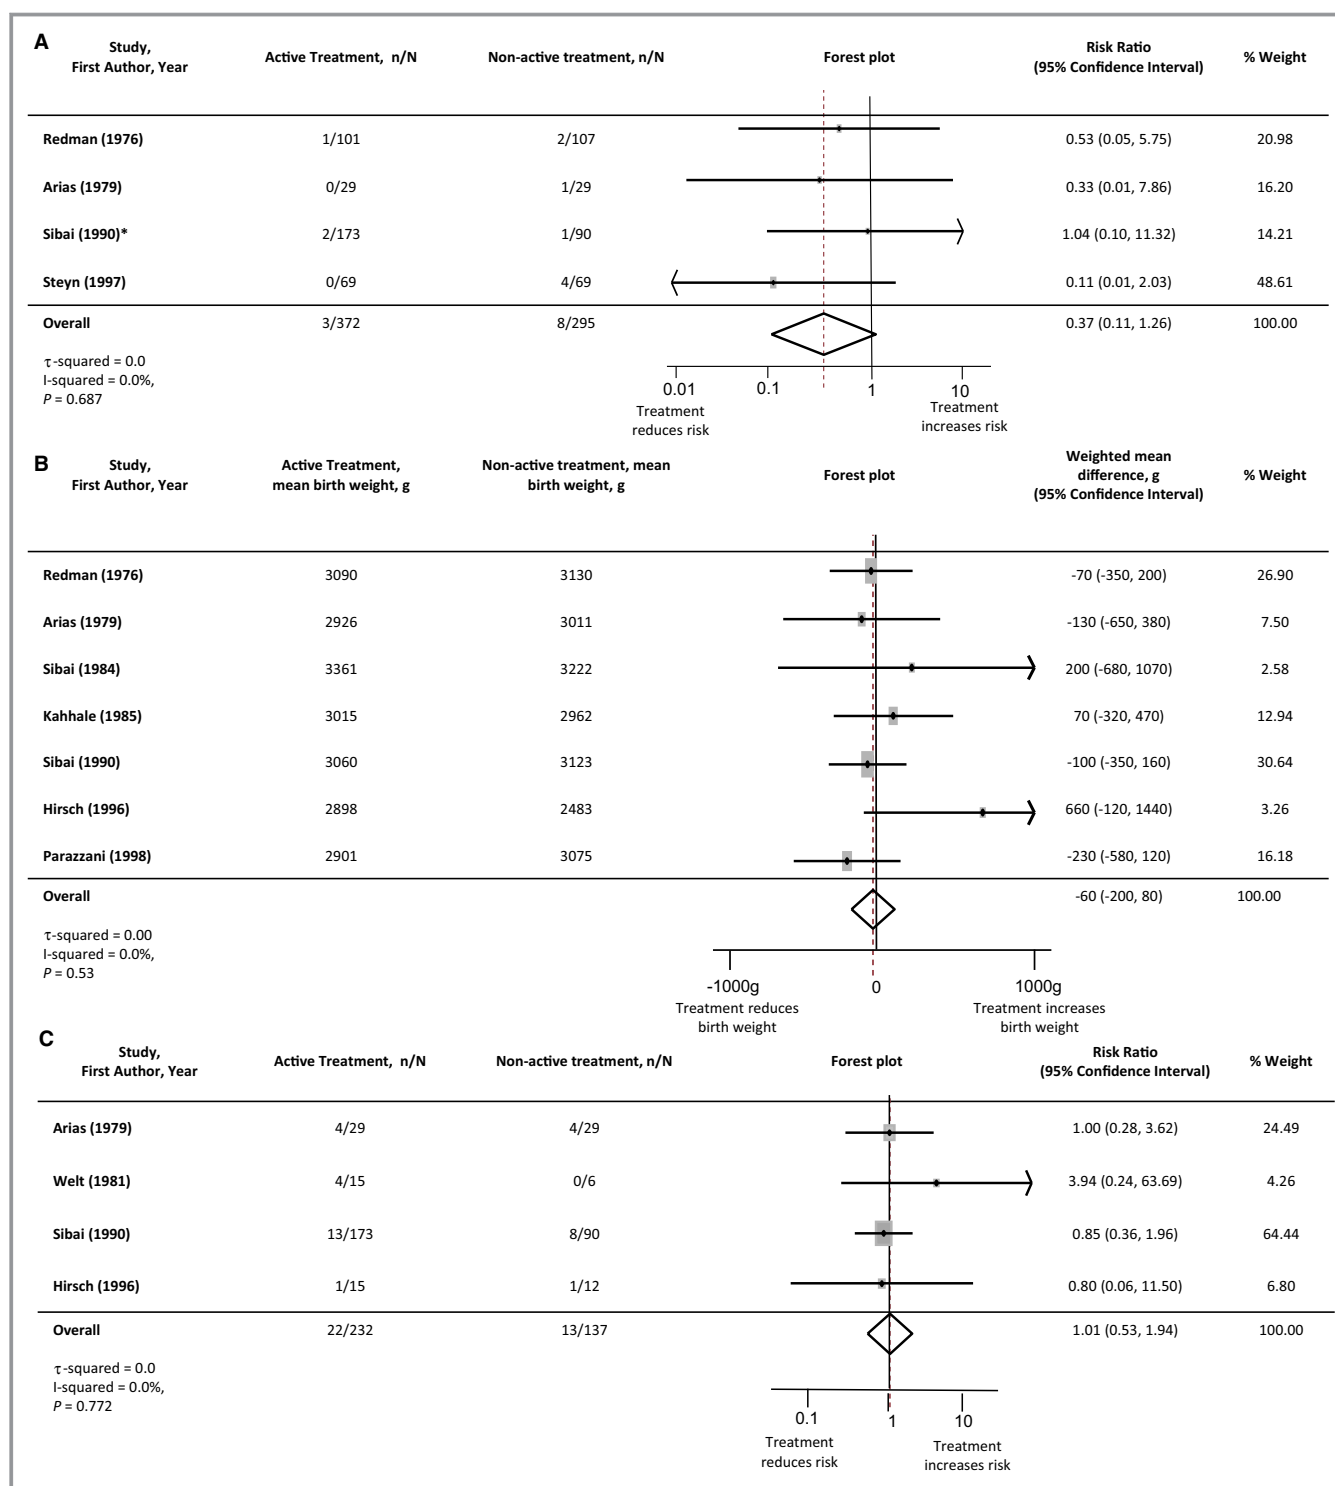 A
Study,
First Author, Year
Active Treatment, n/N
Non-active treatment, n/N
Forest plot
Risk Ratio
(95% Confidence Interval)
% Weight
Redman (1976) 1/101 2/107 0.53 (0.05, 5.75) 20.98
Arias (1979) 0/29 1/29 0.33 (0.01, 7.86) 16.20
Sibai (1990)* 2/173 1/90 1.04 (0.10, 11.32) 14.21
Steyn (1997) 0/69 4/69 0.11 (0.01, 2.03) 48.61
Overall 3/372 8/295 0.37 (0.11, 1.26) 100.00
τ-squared = 0.0
I-squared = 0.0%,
P = 0.687
0.01 0.1 1 10
Treatment
reduces risk
Treatment
increases risk
B
Study,
First Author, Year
Active Treatment,
mean birth weight, g
Non-active treatment, mean
birth weight, g
Forest plot
Weighted mean
difference, g
(95% Confidence Interval)
% Weight
Redman (1976) 3090 3130 -70 (-350, 200) 26.90
Arias (1979) 2926 3011 -130 (-650, 380) 7.50
Sibai (1984) 3361 3222 200 (-680, 1070) 2.58
Kahhale (1985) 3015 2962 70 (-320, 470) 12.94
Sibai (1990) 3060 3123 -100 (-350, 160) 30.64
Hirsch (1996) 2898 2483 660 (-120, 1440) 3.26
Parazzani (1998) 2901 3075 -230 (-580, 120) 16.18
Overall -60 (-200, 80) 100.00
τ-squared = 0.00
I-squared = 0.0%,
P = 0.53
-1000g 0 1000g
Treatment reduces
birth weight
Treatment increases
birth weight
C
Study,
First Author, Year
Active Treatment, n/N
Non-active treatment, n/N
Forest plot
Risk Ratio
(95% Confidence Interval)
% Weight
Arias (1979) 4/29 4/29 1.00 (0.28, 3.62) 24.49
Welt (1981) 4/15 0/6 3.94 (0.24, 63.69) 4.26
Sibai (1990) 13/173 8/90 0.85 (0.36, 1.96) 64.44
Hirsch (1996) 1/15 1/12 0.80 (0.06, 11.50) 6.80
Overall 22/232 13/137 1.01 (0.53, 1.94) 100.00
τ-squared = 0.0
I-squared = 0.0%,
P = 0.772
0.1 1 10
Treatment
reduces risk
Treatment
increases risk